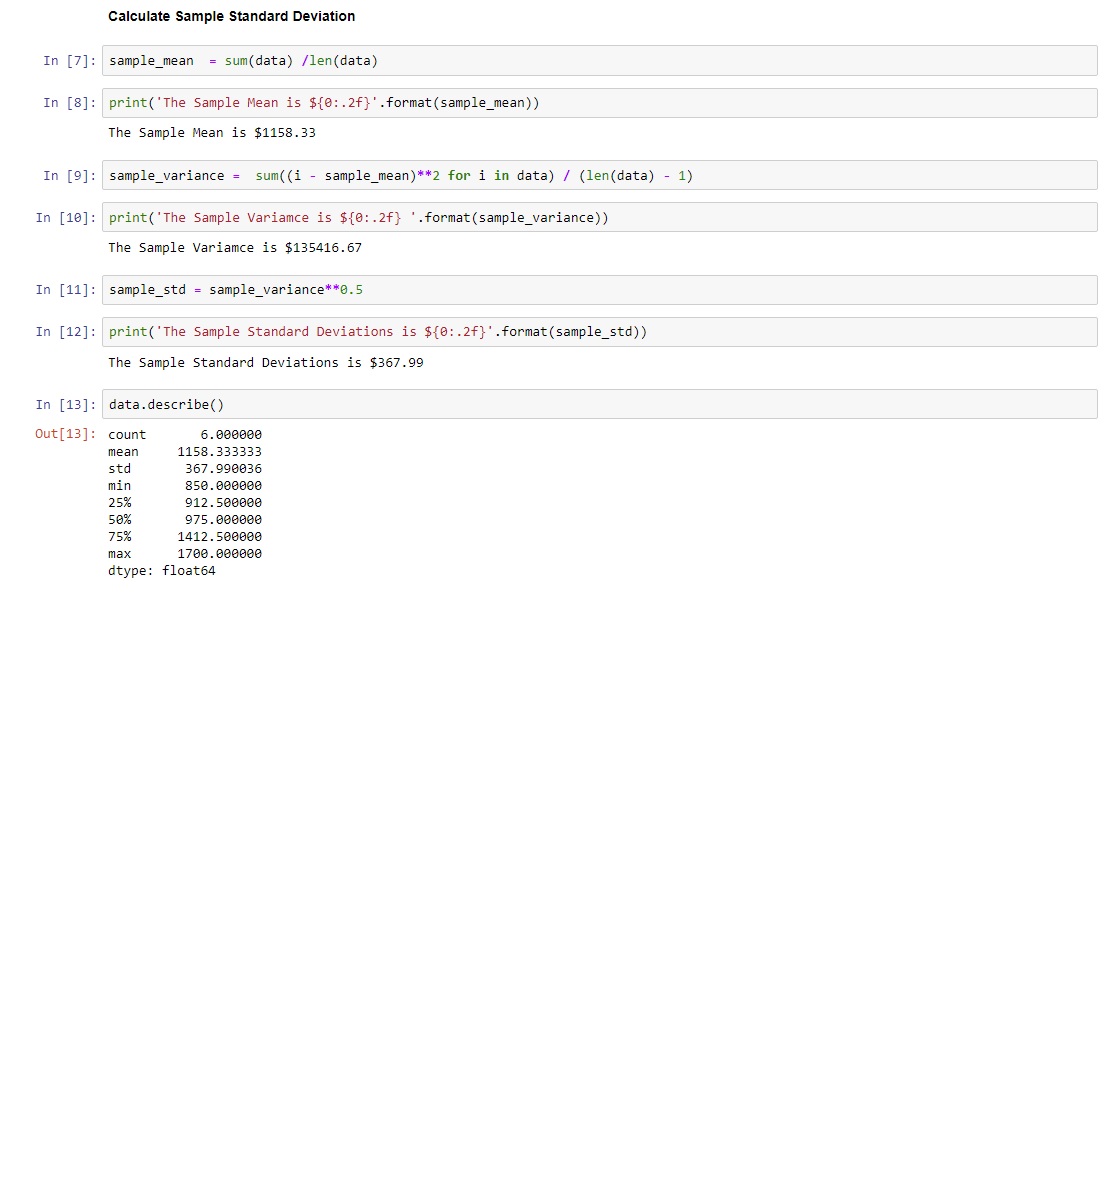 Calculate Sample Standard Deviation
In [7]: sample_mean  = sum(data) /len(data)
In [8]: print('The Sample Mean is ${0:.2f}'.format(sample_mean))
The Sample Mean is $1158.33
In [9]: sample_variance =  sum((i - sample_mean)**2 for i in data) / (len(data) - 1)
In [10]: print('The Sample Variamce is ${0:.2f} '.format(sample_variance))
The Sample Variamce is $135416.67
In [11]: sample_std = sample_variance**0.5
In [12]: print('The Sample Standard Deviations is ${0:.2f}'.format(sample_std))
The Sample Standard Deviations is $367.99
In [13]: data.describe()
Out[13]: count       6.000000
mean     1158.333333
std       367.990036
min       850.000000
25%       912.500000
50%       975.000000
75%      1412.500000
max      1700.000000
dtype: float64